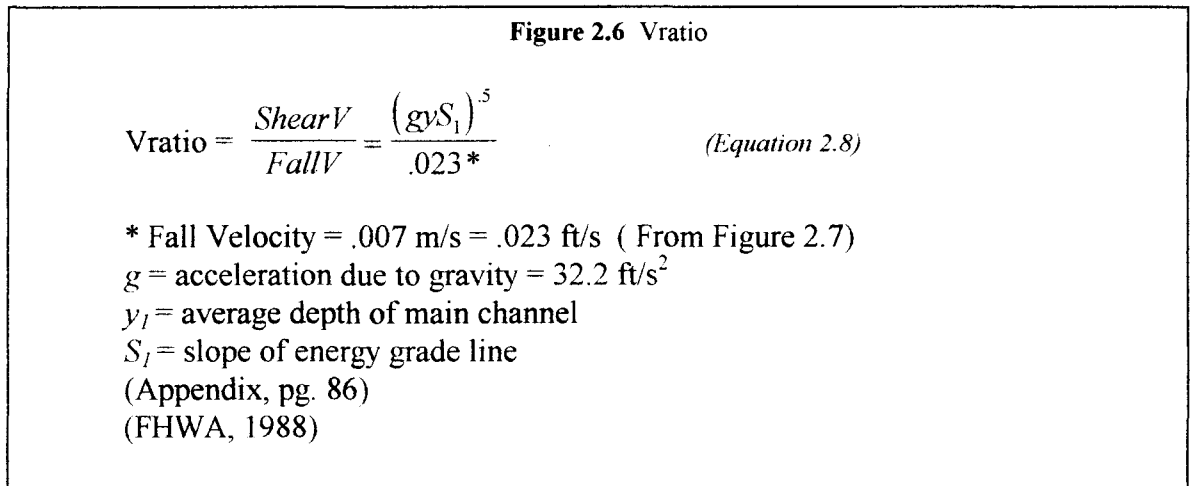 Figure 2.6 Vratio
Vratio = ShearV / FallV = (gyS₁)^.5 / .023* (Equation 2.8)
* Fall Velocity = .007 m/s = .023 ft/s ( From Figure 2.7)
g = acceleration due to gravity = 32.2 ft/s²
y₁ = average depth of main channel
S₁ = slope of energy grade line
(Appendix, pg. 86)
(FHWA, 1988)